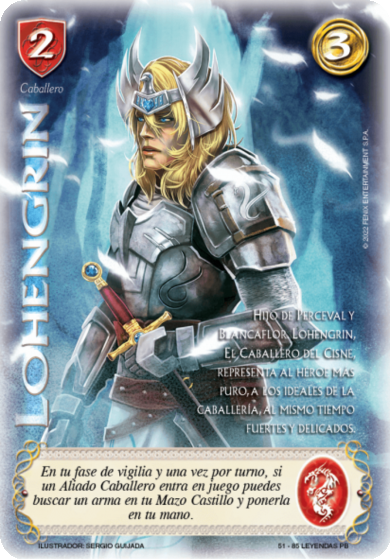 2
3
Caballero
LOHENGRIN
© 2022 FENIX ENTERTAINMENT S.P.A.
HIJO DE PERCEVAL Y
BLANCAFLOR, LOHENGRIN,
EL CABALLERO DEL CISNE,
REPRESENTA AL HÉROE MÁS
PURO, A LOS IDEALES DE LA
CABALLERÍA, AL MISMO TIEMPO
FUERTES Y DELICADOS.
En tu fase de vigilia y una vez por turno, si
un Aliado Caballero entra en juego puedes
buscar un arma en tu Mazo Castillo y ponerla
en tu mano.
ILUSTRADOR: SERGIO GUIJADA
S1 - 85 LEYENDAS PB